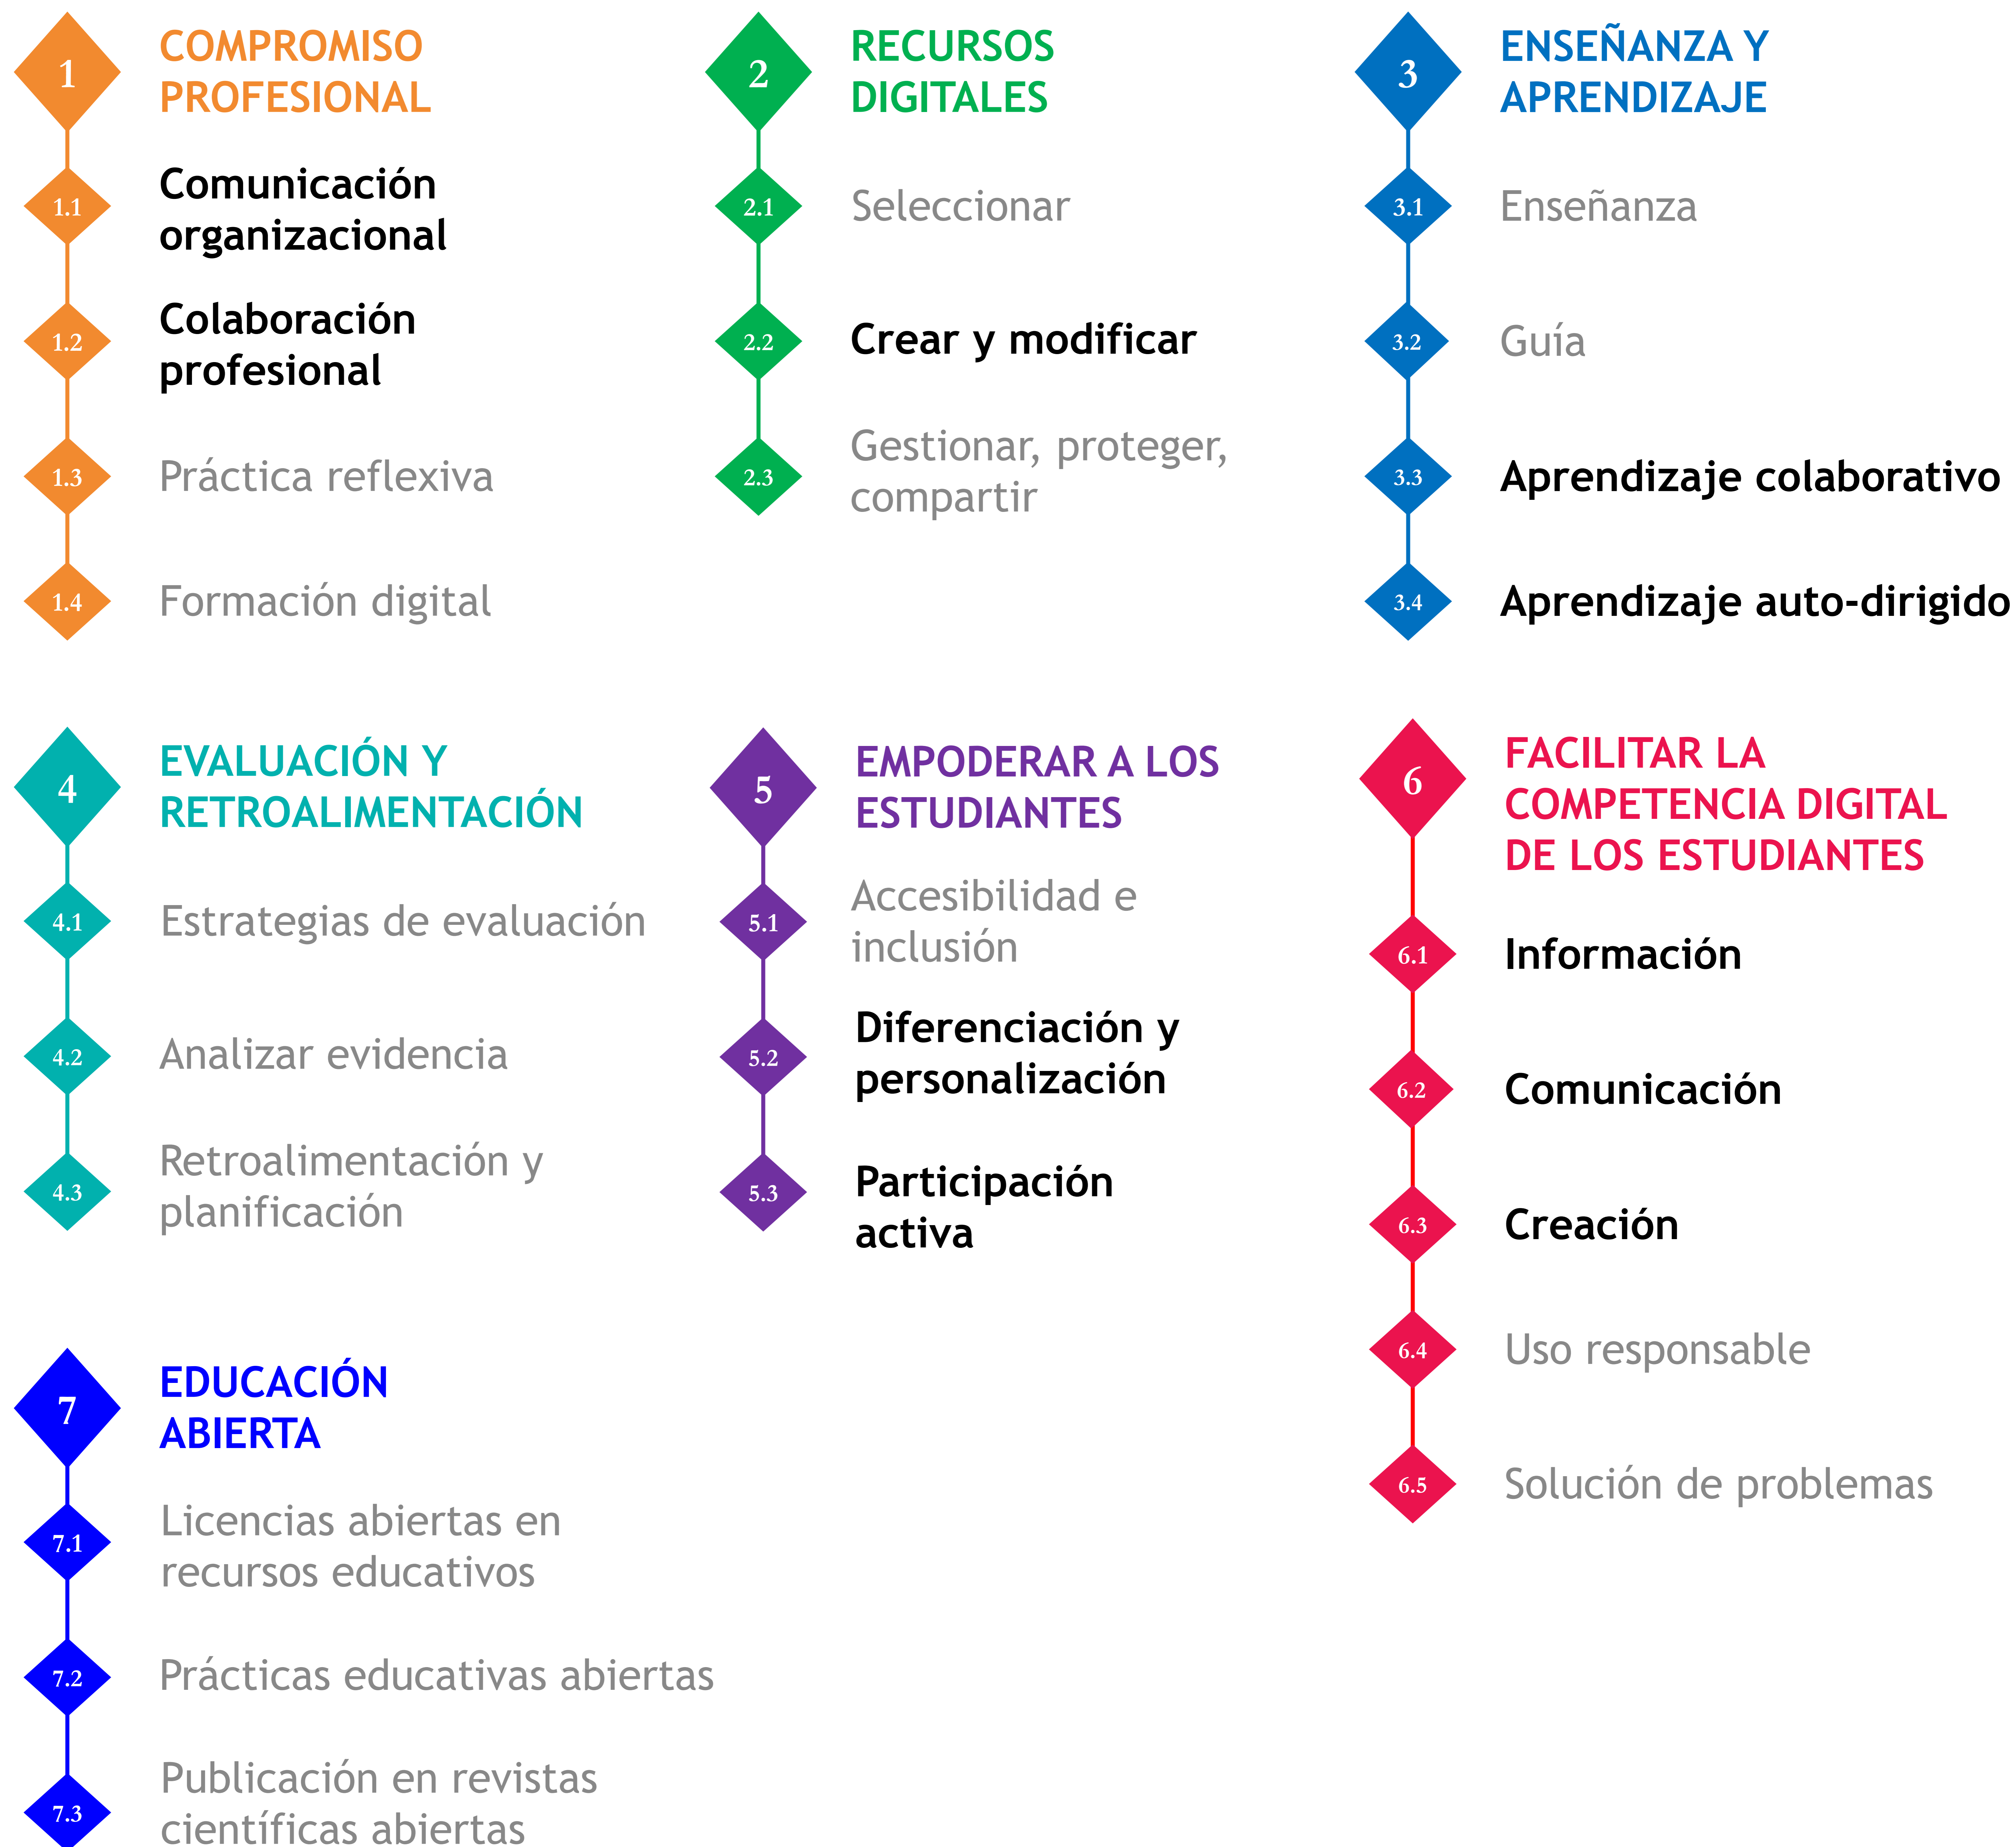 1
COMPROMISO
PROFESIONAL
1.1
Comunicación
organizacional
1.2
Colaboración
profesional
1.3
Práctica reflexiva
1.4
Formación digital
2
RECURSOS
DIGITALES
2.1
Seleccionar
2.2
Crear y modificar
2.3
Gestionar, proteger,
compartir
3
ENSEÑANZA Y
APRENDIZAJE
3.1
Enseñanza
3.2
Guía
3.3
Aprendizaje colaborativo
3.4
Aprendizaje auto-dirigido
4
EVALUACIÓN Y
RETROALIMENTACIÓN
4.1
Estrategias de evaluación
4.2
Analizar evidencia
4.3
Retroalimentación y
planificación
5
EMPODERAR A LOS
ESTUDIANTES
5.1
Accesibilidad e
inclusión
5.2
Diferenciación y
personalización
5.3
Participación
activa
6
FACILITAR LA
COMPETENCIA DIGITAL
DE LOS ESTUDIANTES
6.1
Información
6.2
Comunicación
6.3
Creación
6.4
Uso responsable
6.5
Solución de problemas
7
EDUCACIÓN
ABIERTA
7.1
Licencias abiertas en
recursos educativos
7.2
Prácticas educativas abiertas
7.3
Publicación en revistas
científicas abiertas